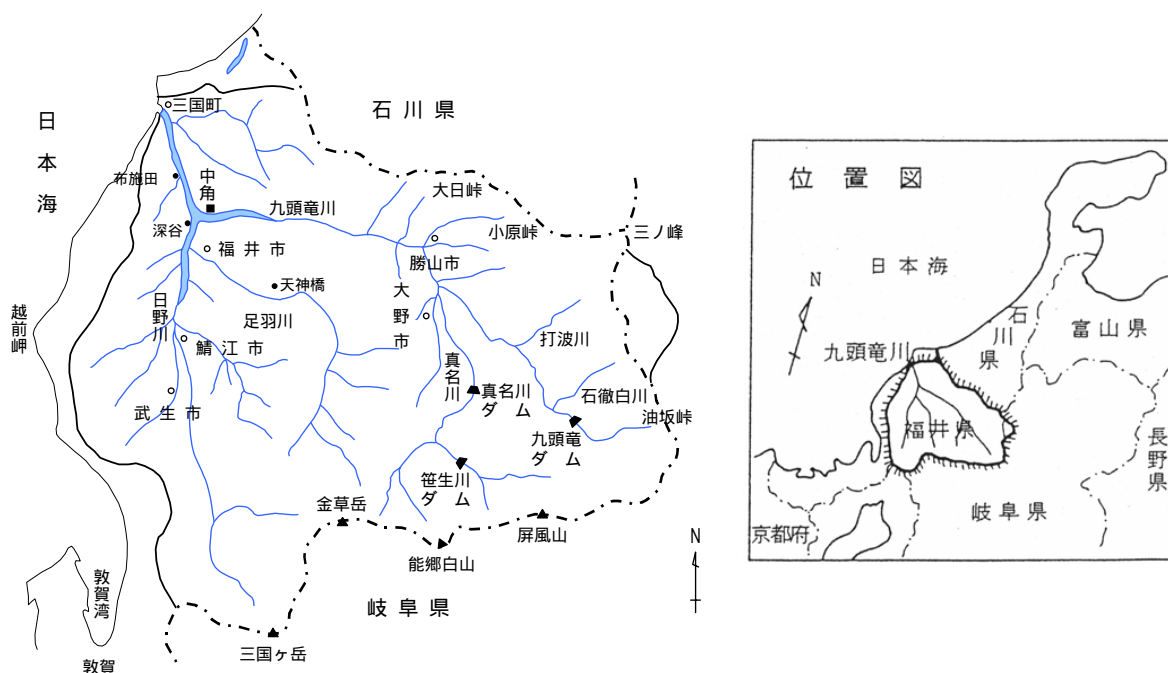 石川県
日本海
三国町
布施田
中角
九頭竜川
大日峠
小原峠
三ノ峰
深谷
福井市
勝山市
天神橋
大野市
日野川
足羽川
越前岬
鯖江市
打波川
真名川
真名川
ダム
石徹白川
油坂峠
武生市
九頭竜
ダム
笹生川
ダム
金草岳
屏風山
能郷白山
N
敦賀湾
岐阜県
三国ヶ岳
敦賀
位置図
日本海
N
石川県
富山県
九頭竜川
福井県
長野県
岐阜県
京都府